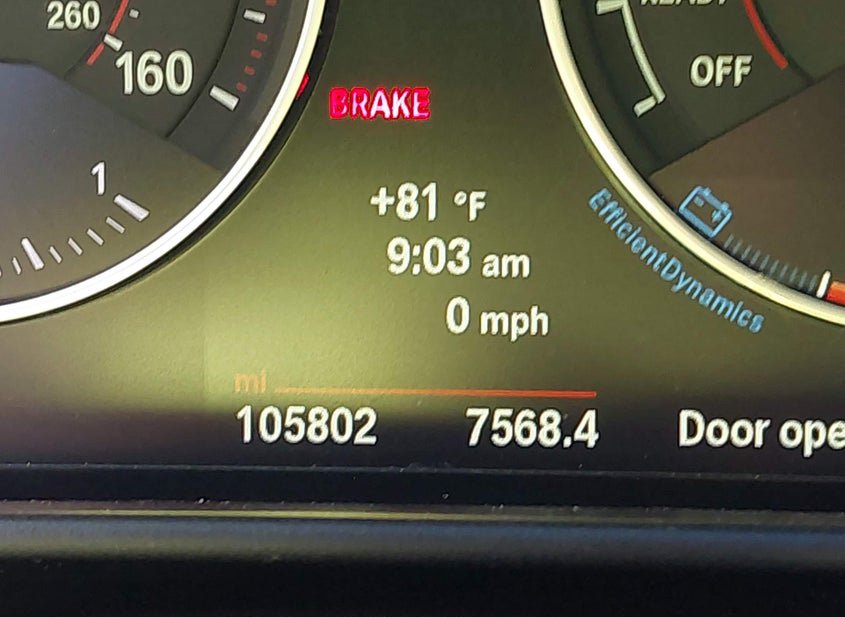 260
160
OFF
BRAKE
1
+81 °F
9:03 am
0 mph
EfficientDynamics
mi
105802 7568.4 Door ope